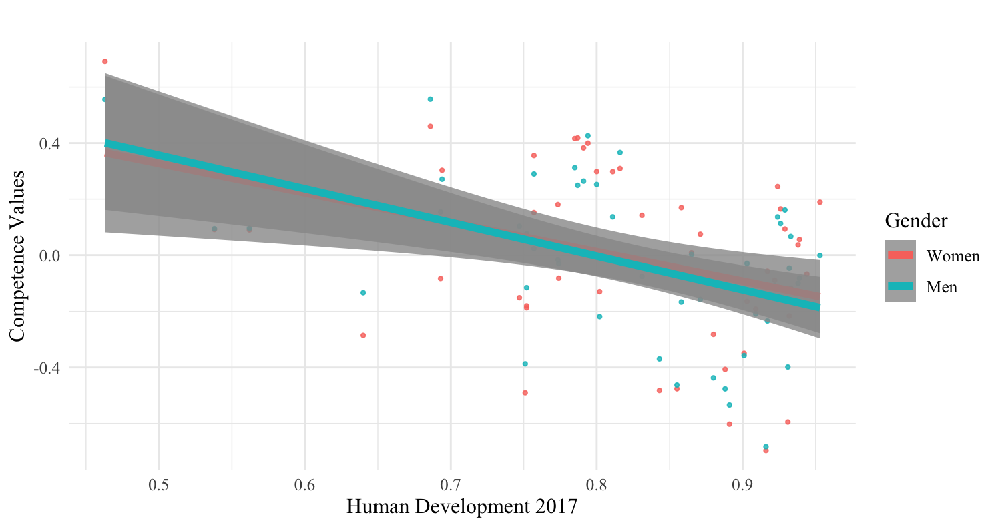 Competence Values
0.4
0.0
-0.4
0.5 0.6 0.7 0.8 0.9
Human Development 2017
Gender
Women
Men